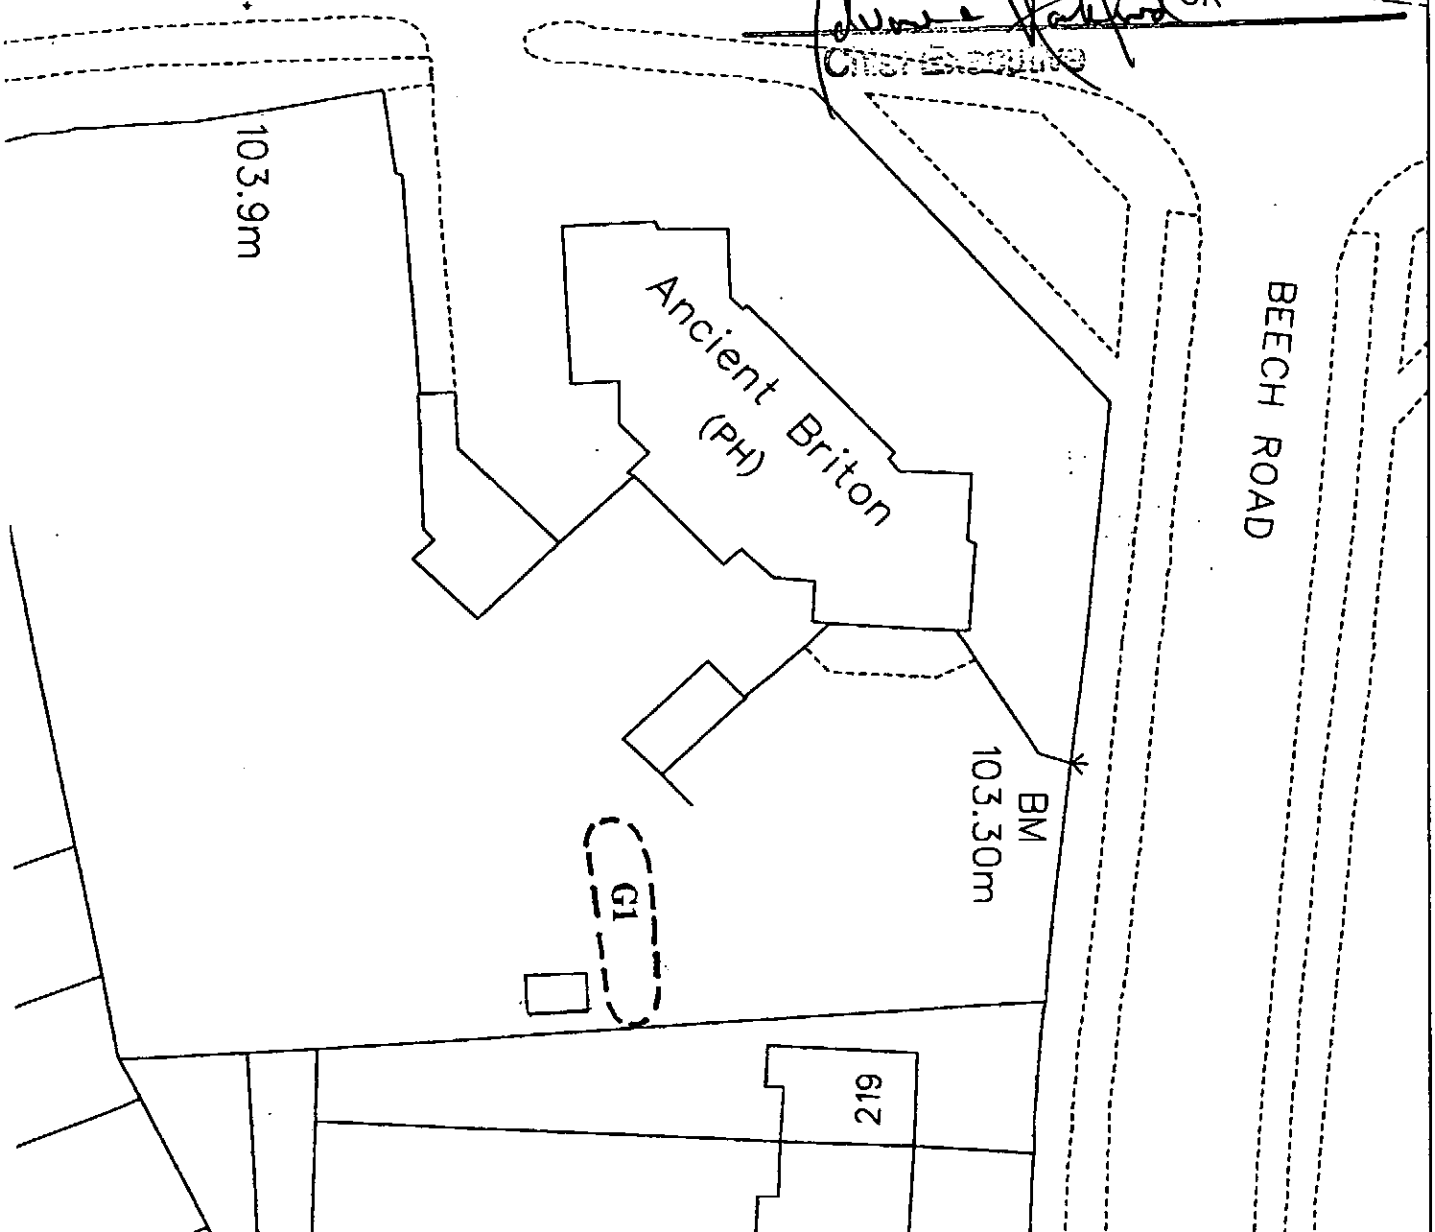 Chief Executive
103.9m
Ancient Briton
(PH)
BEECH ROAD
BM
103.30m
G1
219